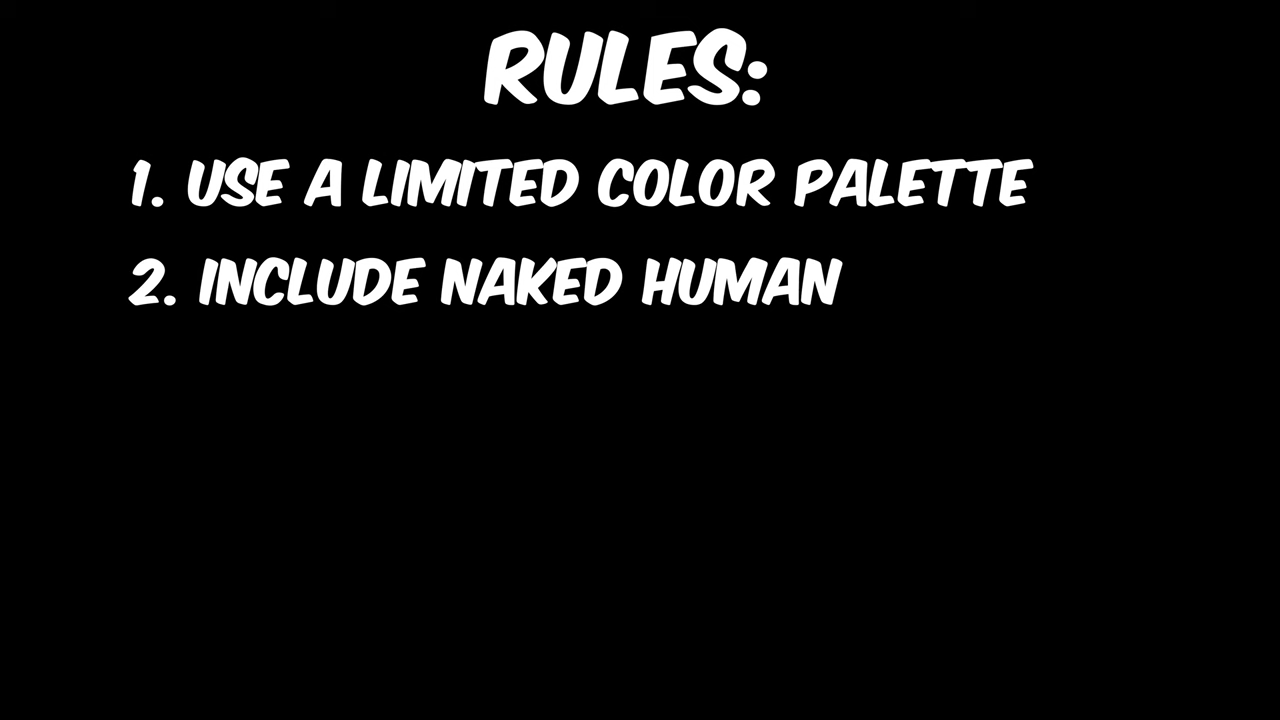 RULES:
1. USE A LIMITED COLOR PALETTE
2. INCLUDE NAKED HUMAN